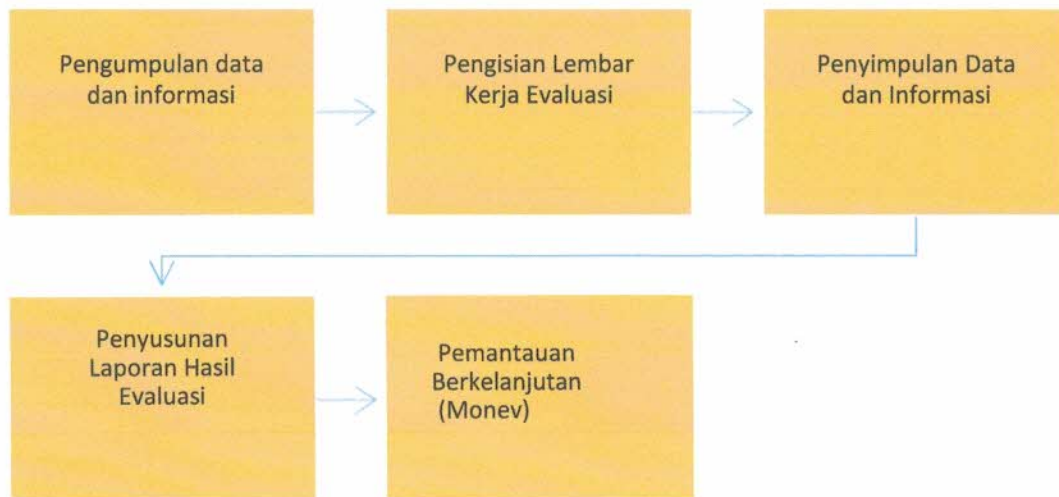 Pengumpulan data
dan informasi
Pengisian Lembar
Kerja Evaluasi
Penyimpulan Data
dan Informasi
Penyusunan
Laporan Hasil
Evaluasi
Pemantauan
Berkelanjutan
(Monev)